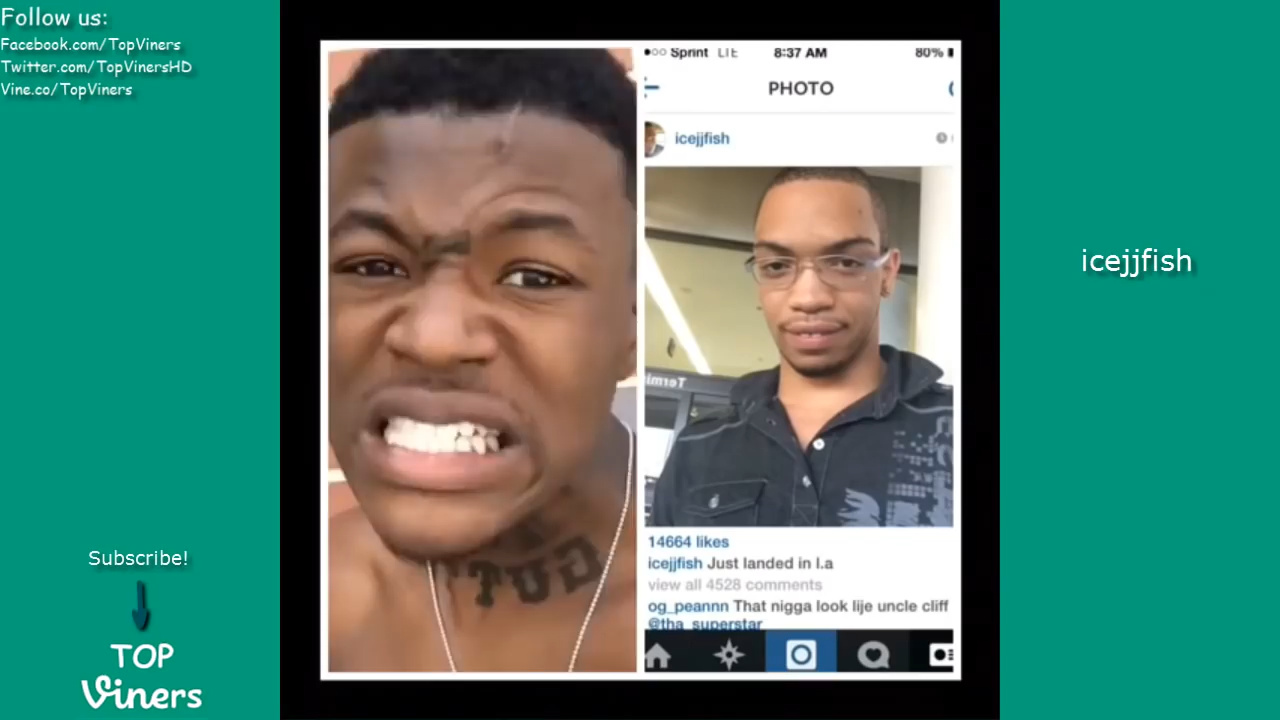 Follow us:
Facebook.com/TopViners
Twitter.com/TopVinersHD
Vine.co/TopViners
Sprint LTE 8:37 AM 80%
PHOTO
icejjfish
icejjfish
Termi
TUG
14664 likes
icejjfish Just landed in l.a
view all 4528 comments
og_peannn That nigga look lije uncle cliff
@tha_superstar
Subscribe!
TOP
Viners